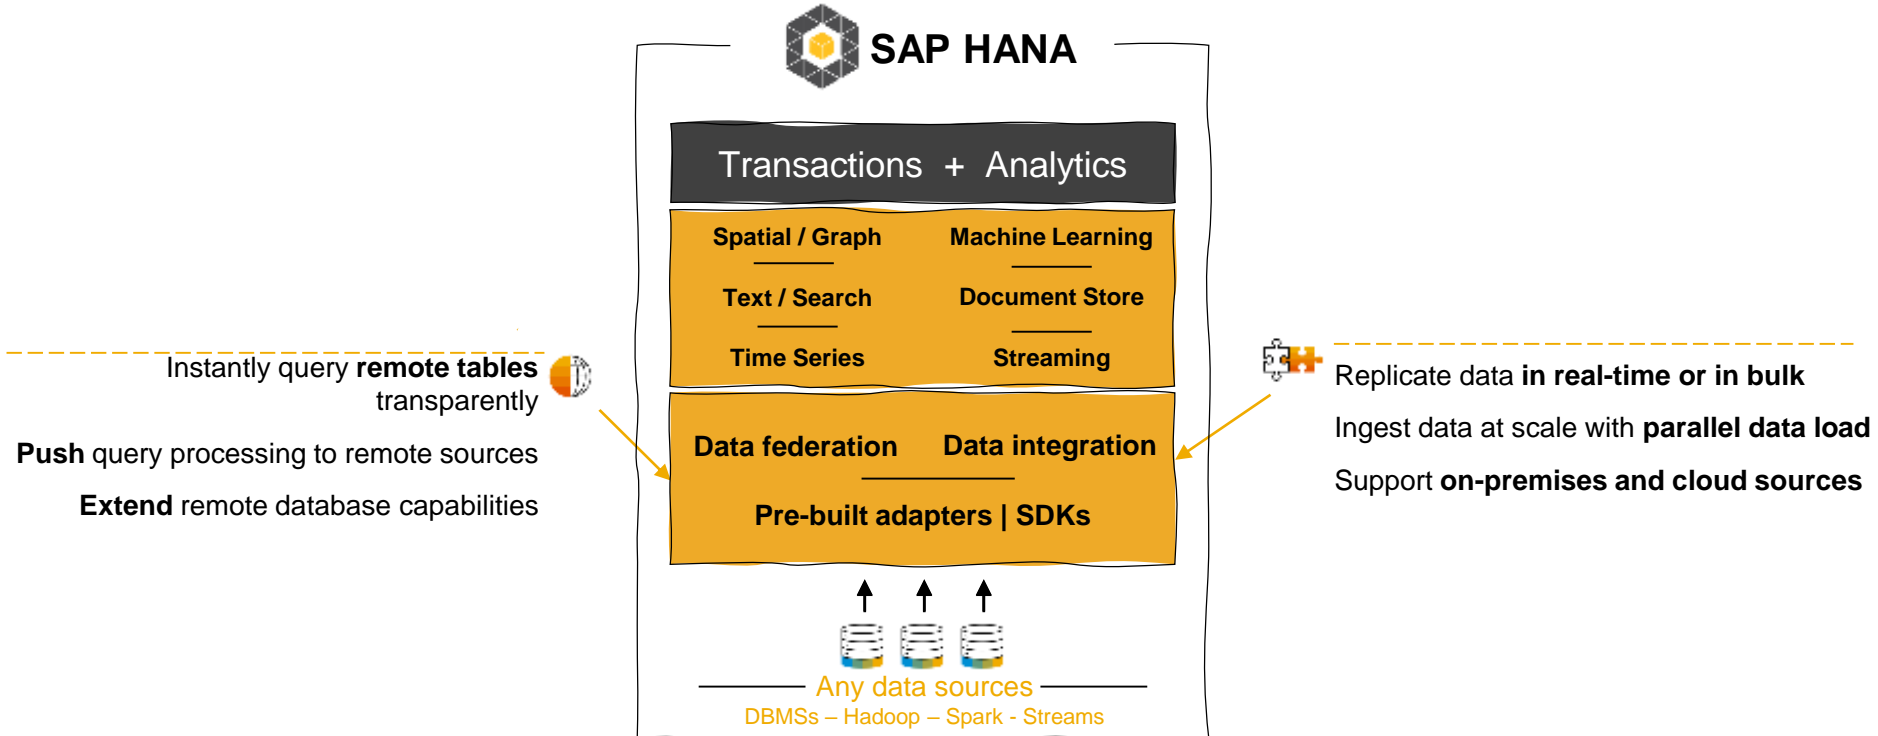 SAP HANA
Transactions + Analytics
Spatial / Graph
Machine Learning
Text / Search
Document Store
Time Series
Streaming
Instantly query remote tables
transparently
Push query processing to remote sources
Extend remote database capabilities
Data federation
Data integration
Pre-built adapters | SDKs
Replicate data in real-time or in bulk
Ingest data at scale with parallel data load
Support on-premises and cloud sources
Any data sources
DBMSs – Hadoop – Spark - Streams